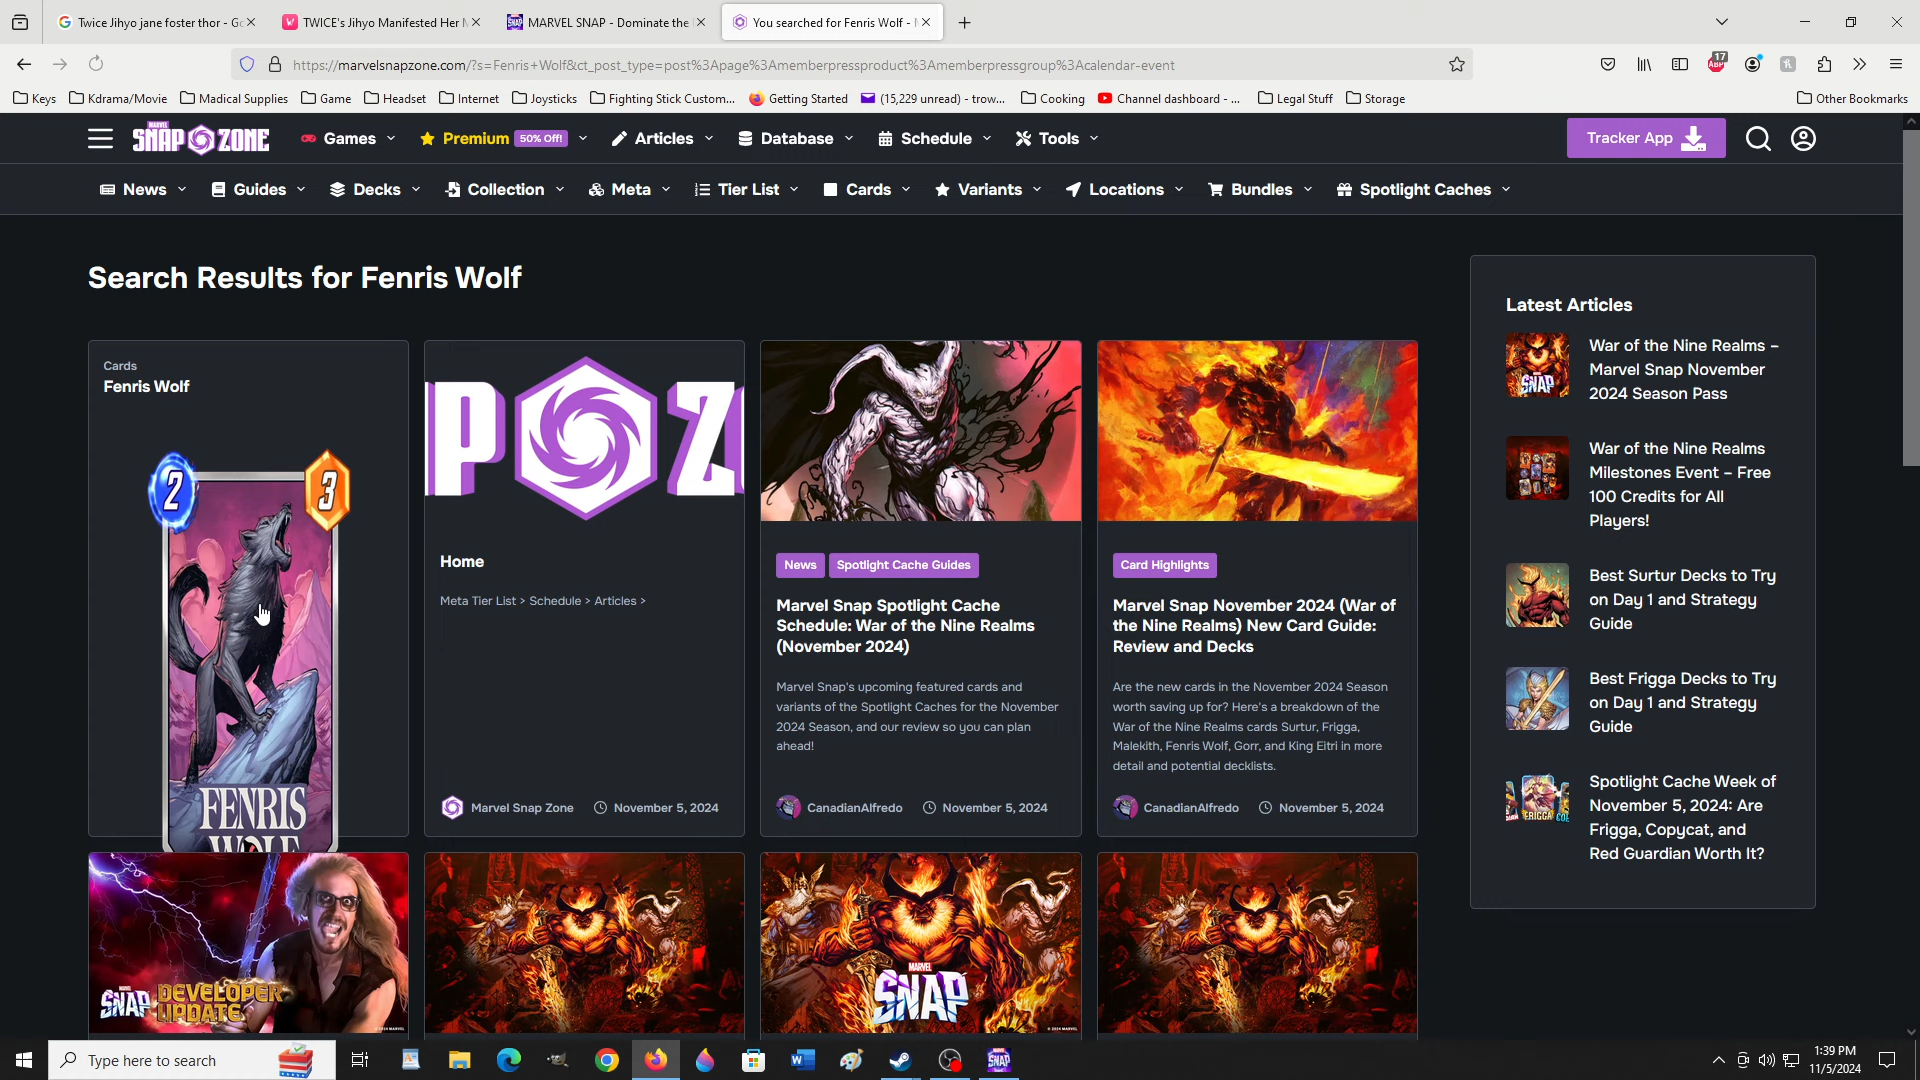 Twice Jihyo jane foster thor - Go
TWICE's Jihyo Manifested Her M
MARVEL SNAP - Dominate the
You searched for Fenris Wolf - M
https://marvelsnapzone.com/?s=Fenris+Wolf&ct_post_type=post%3Apage%3Amemberpressproduct%3Amemberpressgroup%3Acalendar-event
17
ABP
Keys
Kdrama/Movie
Madical Supplies
Game
Headset
Internet
Joysticks
Fighting Stick Custom...
Getting Started
(15,229 unread) - trow...
Cooking
Channel dashboard - ...
Legal Stuff
Storage
Other Bookmarks
MARVEL
SNAP ZONE
Games
Premium 50% Off!
Articles
Database
Schedule
Tools
Tracker App
News
Guides
Decks
Collection
Meta
Tier List
Cards
Variants
Locations
Bundles
Spotlight Caches
Search Results for Fenris Wolf
Cards
Fenris Wolf
2
3
FENRIS
WOLF
P Z
Home
Meta Tier List > Schedule > Articles >
Marvel Snap Zone
November 5, 2024
News
Spotlight Cache Guides
Marvel Snap Spotlight Cache
Schedule: War of the Nine Realms
(November 2024)
Marvel Snap's upcoming featured cards and
variants of the Spotlight Caches for the November
2024 Season, and our review so you can plan
ahead!
CanadianAlfredo
November 5, 2024
Card Highlights
Marvel Snap November 2024 (War of
the Nine Realms) New Card Guide:
Review and Decks
Are the new cards in the November 2024 Season
worth saving up for? Here's a breakdown of the
War of the Nine Realms cards Surtur, Frigga,
Malekith, Fenris Wolf, Gorr, and King Eitri in more
detail and potential decklists.
CanadianAlfredo
November 5, 2024
Latest Articles
SNAP
War of the Nine Realms –
Marvel Snap November
2024 Season Pass
War of the Nine Realms
Milestones Event – Free
100 Credits for All
Players!
Best Surtur Decks to Try
on Day 1 and Strategy
Guide
Best Frigga Decks to Try
on Day 1 and Strategy
Guide
FRIGGA
Spotlight Cache Week of
November 5, 2024: Are
Frigga, Copycat, and
Red Guardian Worth It?
MARVEL
SNAP
DEVELOPER
UPDATE
© 2024 MARVEL
MARVEL
SNAP
Type here to search
1:39 PM
11/5/2024